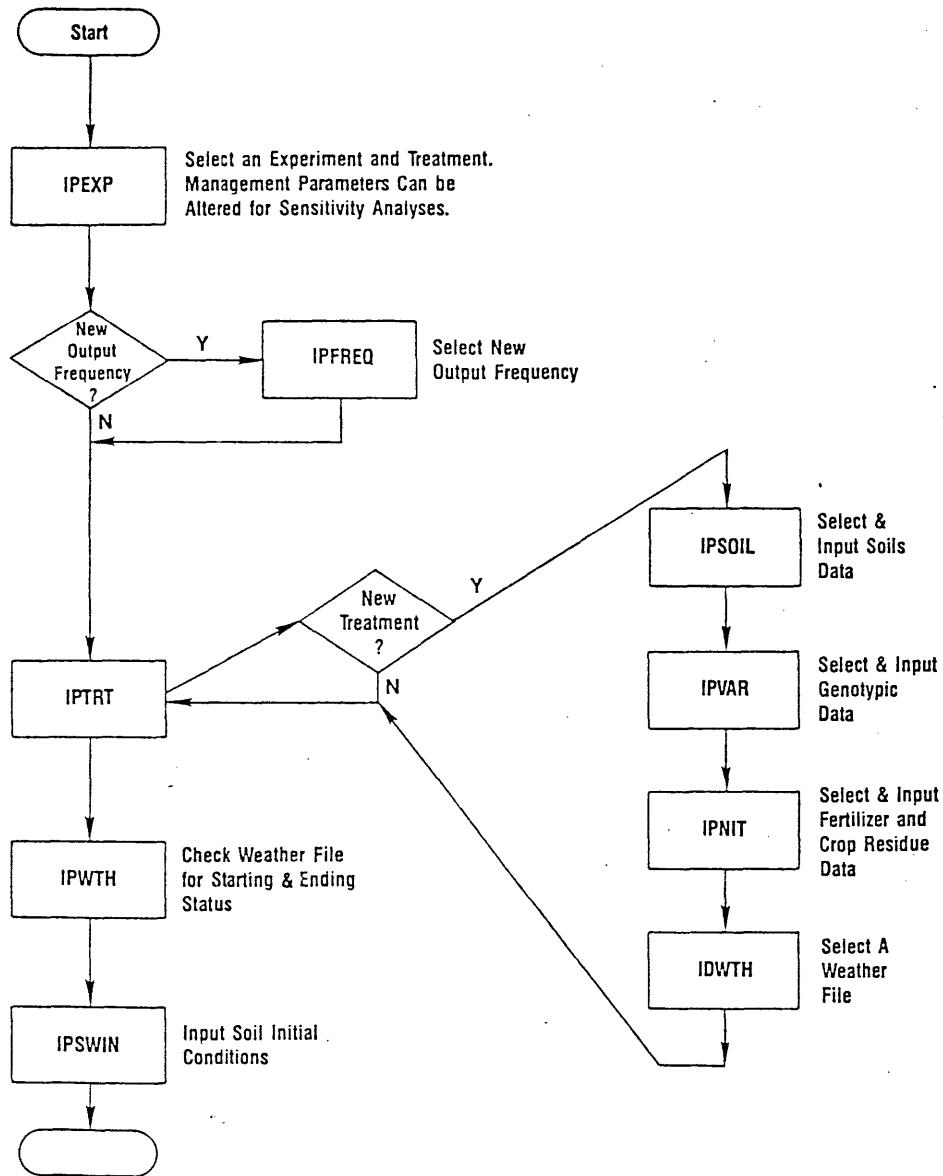 Start
IPEXP
Select an Experiment and Treatment.
Management Parameters Can be
Altered for Sensitivity Analyses.
New
Output
Frequency
?
Y
N
IPFREQ
Select New
Output Frequency
IPTRT
New
Treatment
?
Y
N
IPSOIL
Select &
Input Soils
Data
IPVAR
Select & Input
Genotypic
Data
IPNIT
Select & Input
Fertilizer and
Crop Residue
Data
IDWTH
Select A
Weather
File
IPWTH
Check Weather File
for Starting & Ending
Status
IPSWIN
Input Soil Initial
Conditions